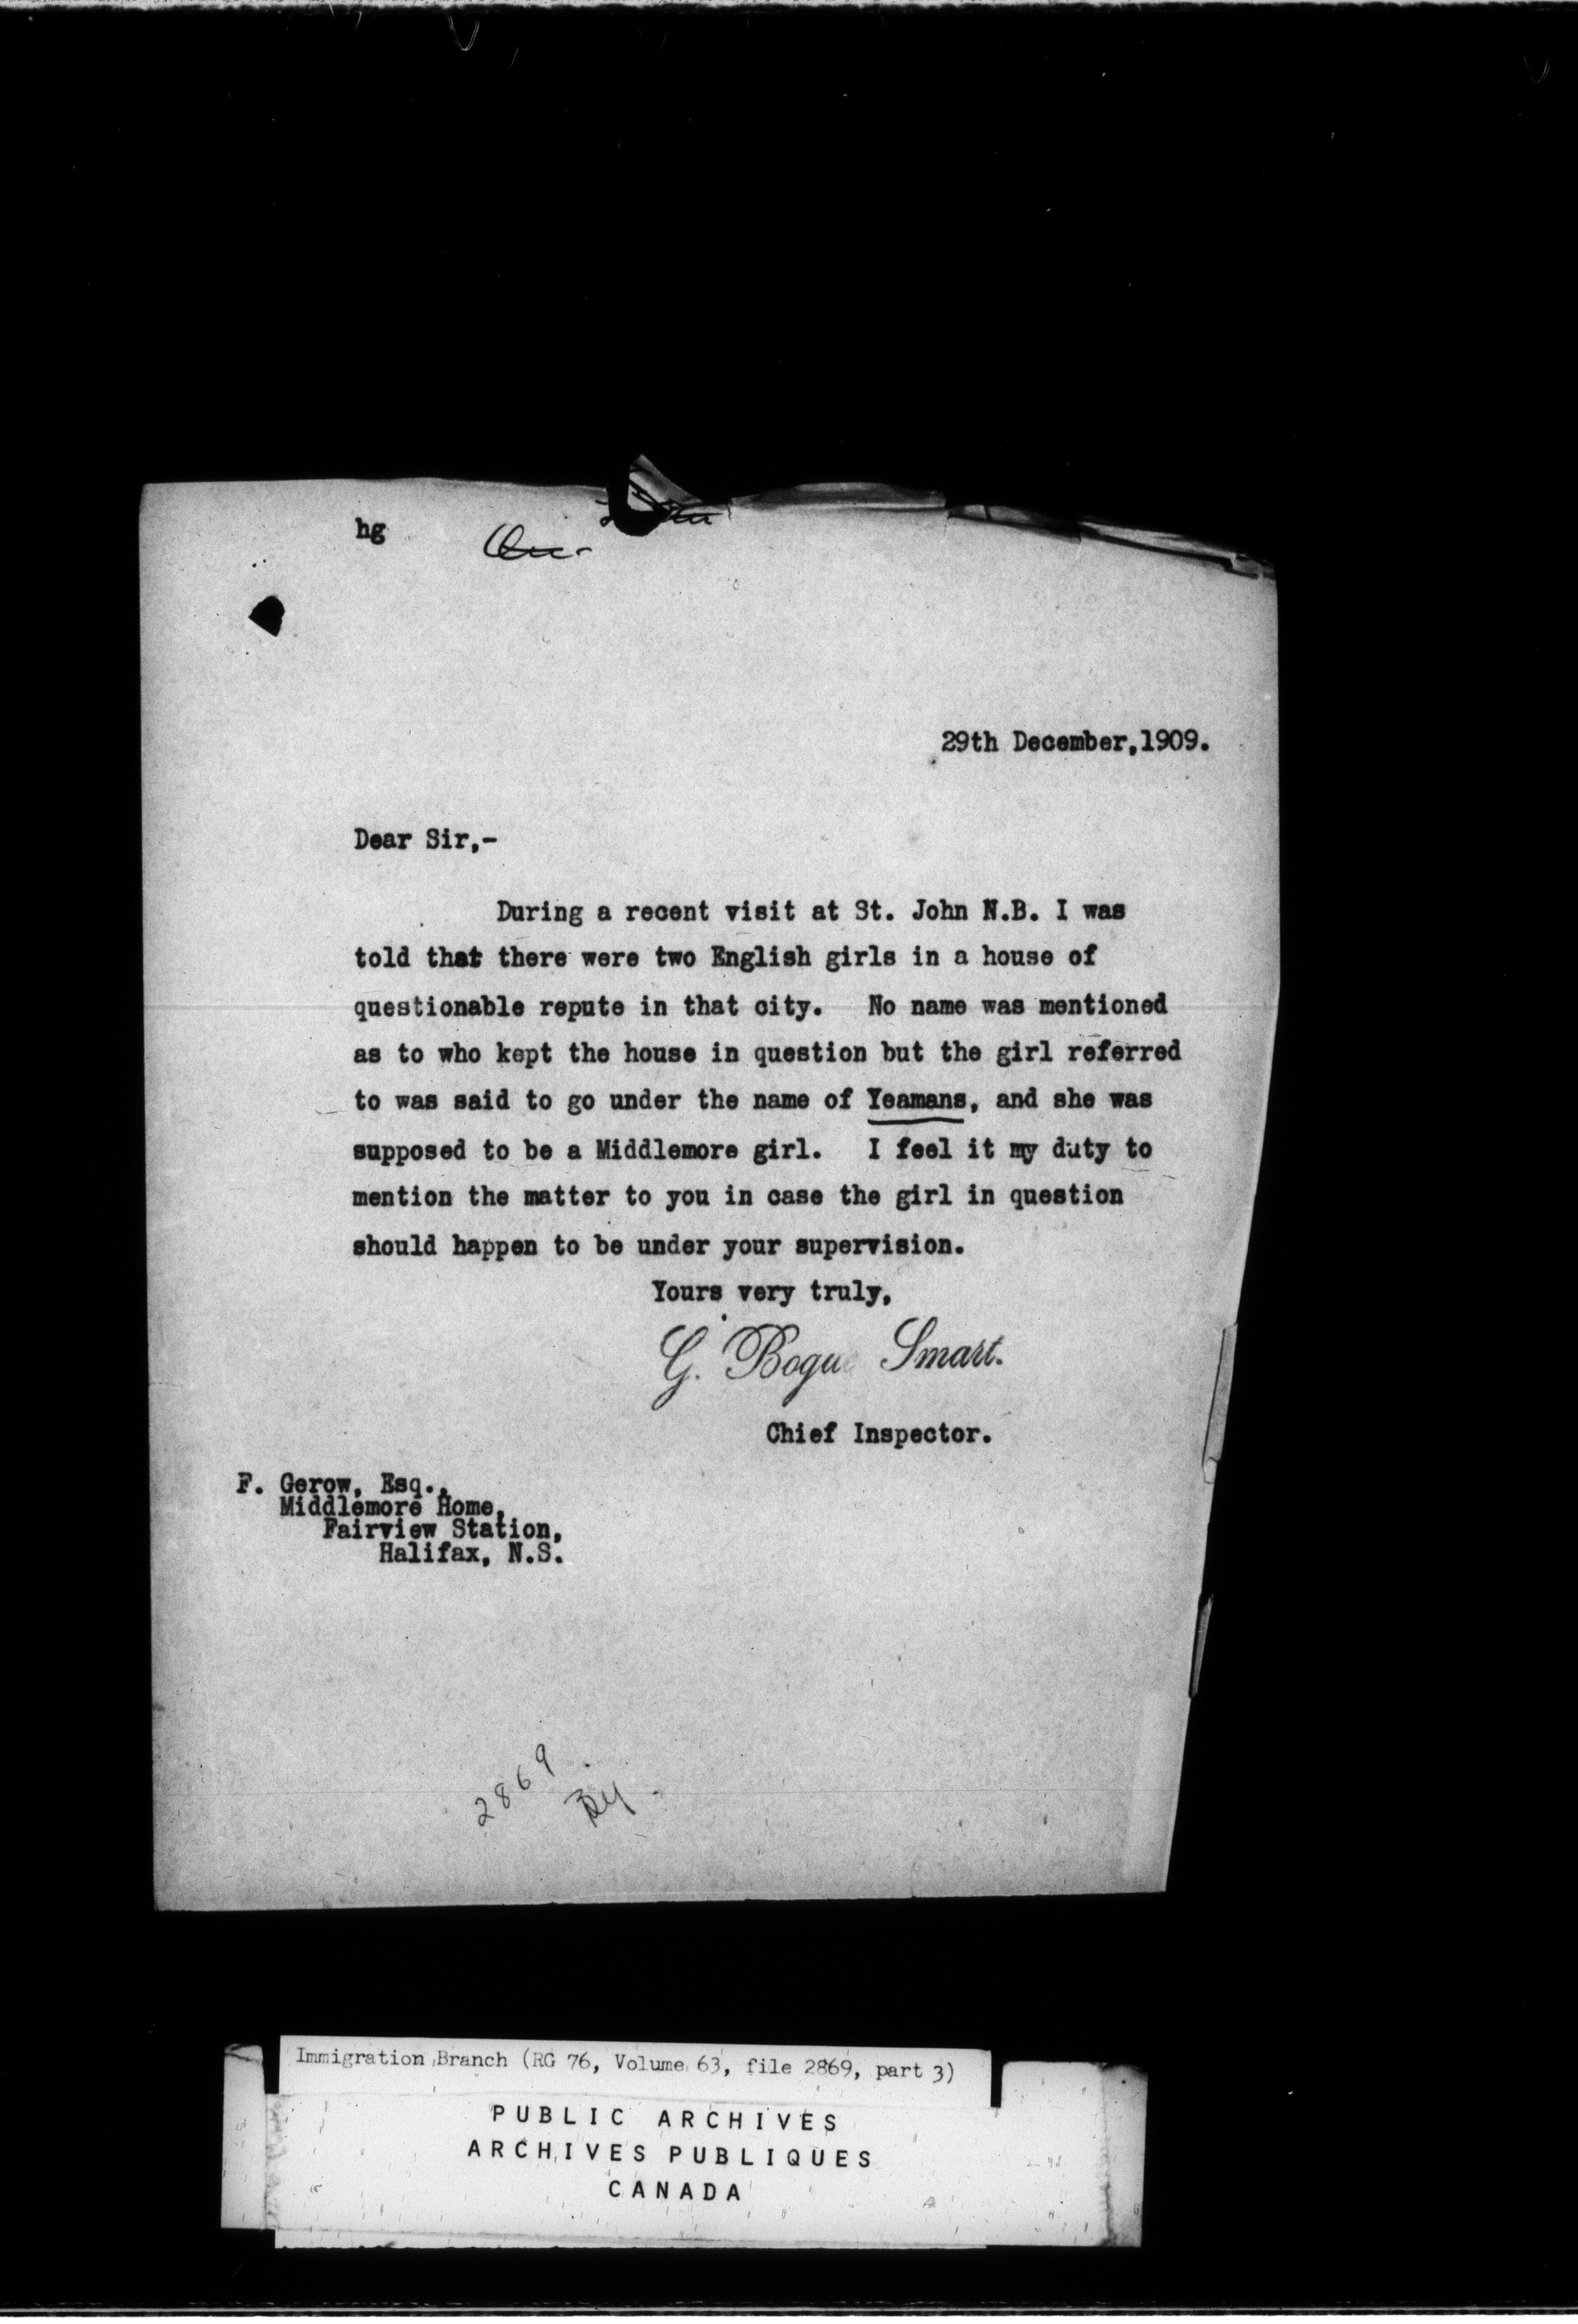 hg
29th December,1909.
Dear Sir,-
During a recent visit at St. John N.B. I was
told that there were two English girls in a house of
questionable repute in that city. No name was mentioned
as to who kept the house in question but the girl referred
to was said to go under the name of Yeamans, and she was
supposed to be a Middlemore girl. I feel it my duty to
mention the matter to you in case the girl in question
should happen to be under your supervision.
Yours very truly,
G. Bogue Smart.
Chief Inspector.
F. Gerow, Esq.,
Middlemore Home,
Fairview Station,
Halifax, N.S.
2869
Immigration Branch (RG 76, Volume 63, file 2869, part 3)
PUBLIC ARCHIVES
ARCHIVES PUBLIQUES
CANADA